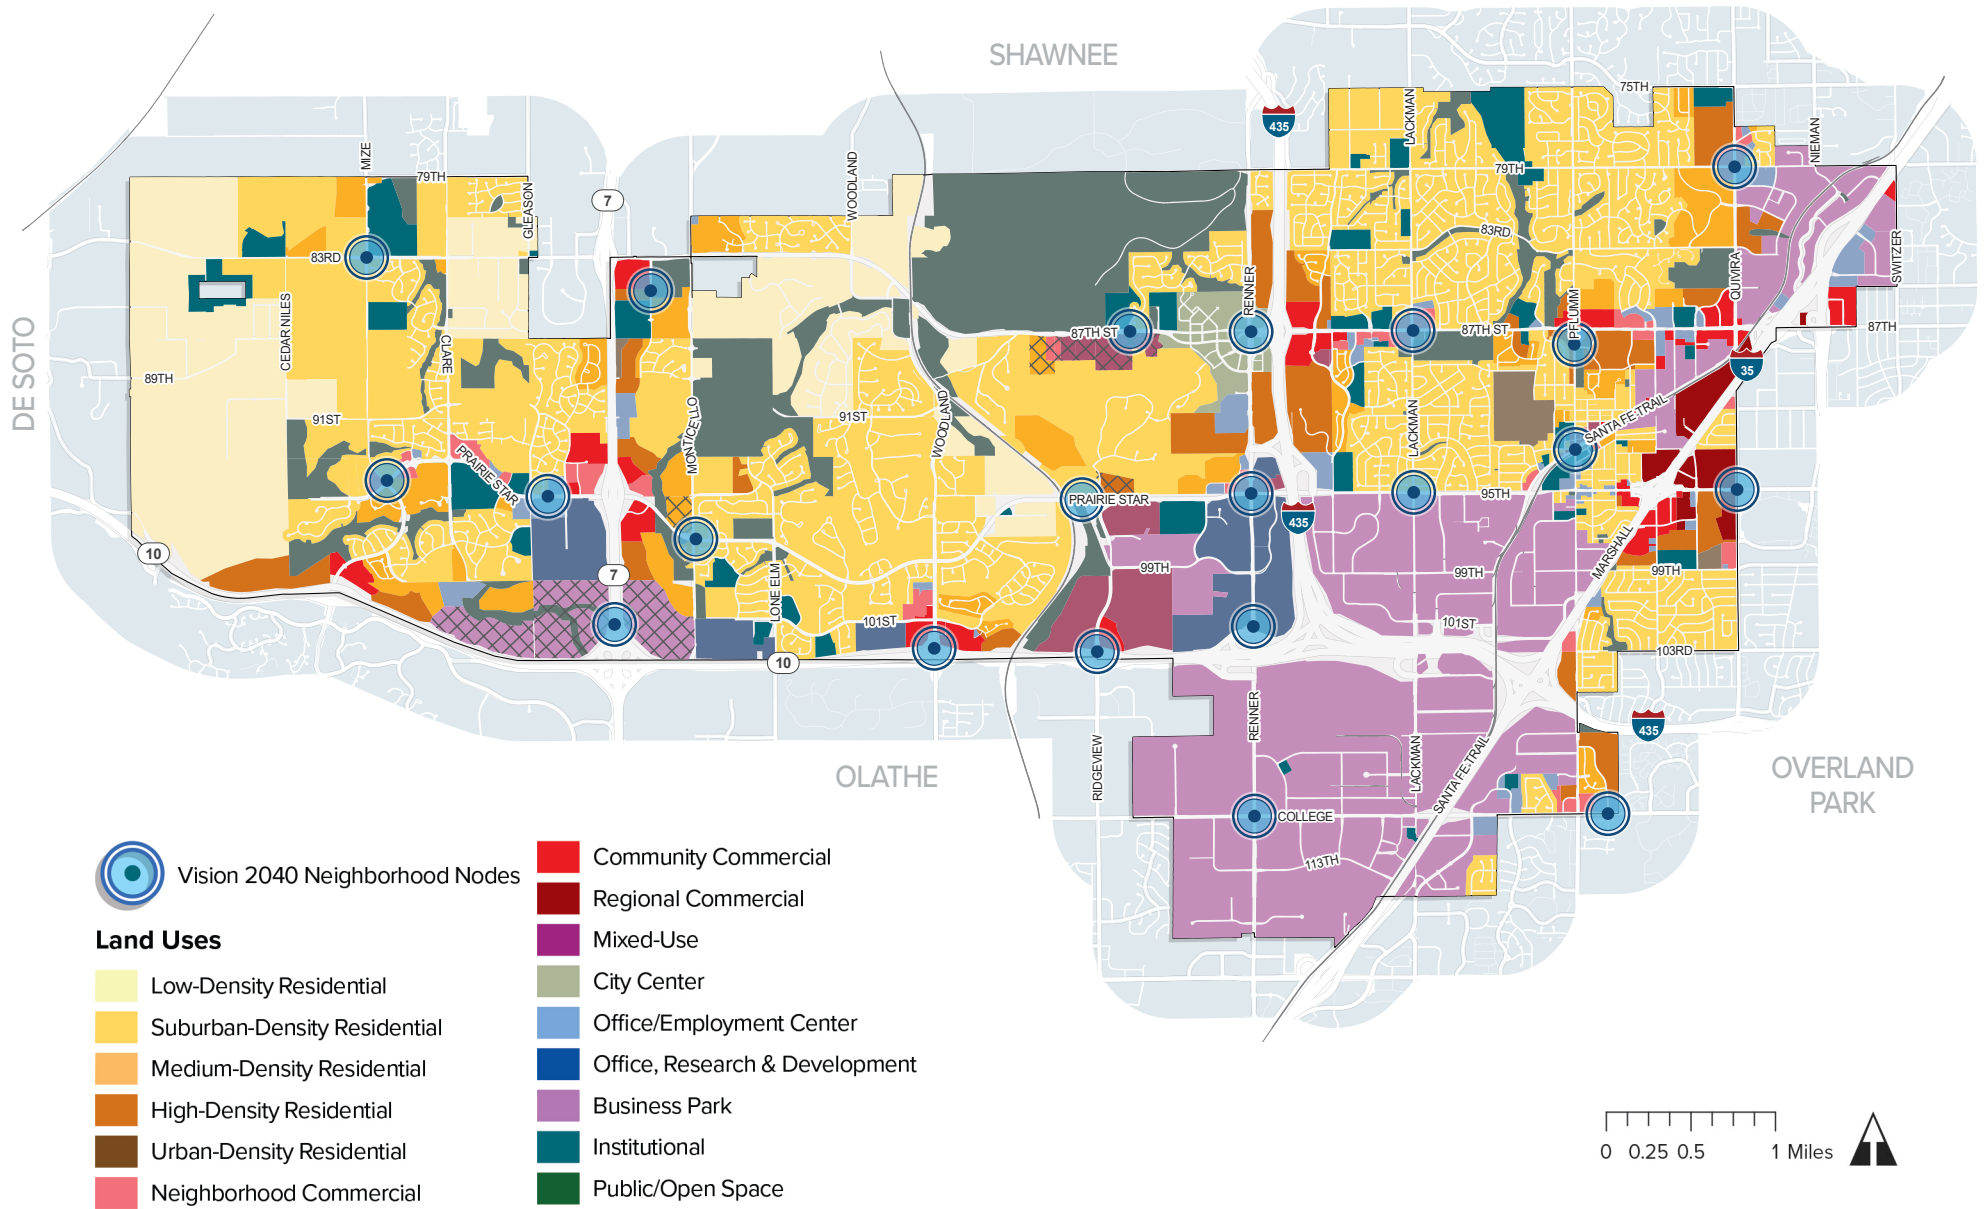 SHAWNEE
75TH
435
LACKMAN
NIEMAN
MIZE
79TH
WOODLAND
79TH
GLEASON
7
83RD
83RD
SWITZER
QUIVIRA
RENNER
CEDAR NILES
PFLUMM
87TH ST
87TH ST
87TH
DE SOTO
CLARE
89TH
35
91ST
91ST
MONTICELLO
WOODLAND
LACKMAN
SANTA FE TRAIL
PRAIRIE STAR
PRAIRIE STAR
95TH
435
10
MARSHALL
7
LONE ELM
99TH
99TH
99TH
101ST
101ST
103RD
10
RENNER
435
RIDGEVIEW
LACKMAN
SANTA FE TRAIL
OLATHE
OVERLAND
PARK
COLLEGE
113TH
Vision 2040 Neighborhood Nodes
Land Uses
Low-Density Residential
Suburban-Density Residential
Medium-Density Residential
High-Density Residential
Urban-Density Residential
Neighborhood Commercial
Community Commercial
Regional Commercial
Mixed-Use
City Center
Office/Employment Center
Office, Research & Development
Business Park
Institutional
Public/Open Space
0 0.25 0.5 1 Miles